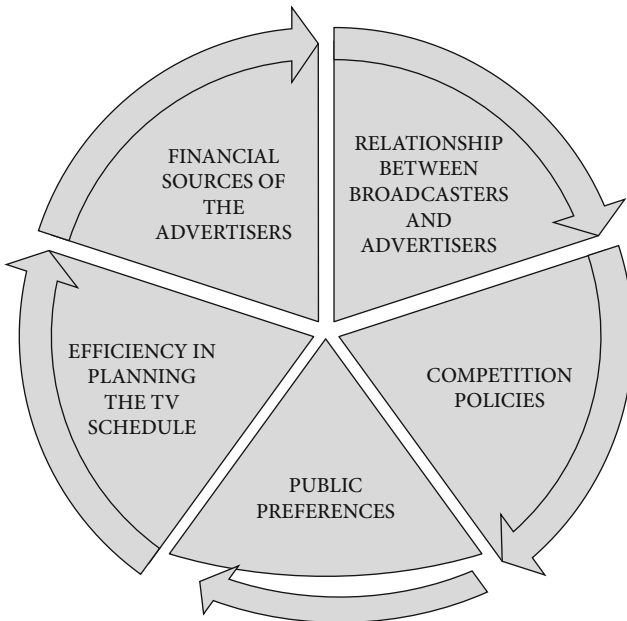 FINANCIAL
SOURCES OF
THE
ADVERTISERS
RELATIONSHIP
BETWEEN
BROADCASTERS
AND
ADVERTISERS
EFFICIENCY IN
PLANNING
THE TV
SCHEDULE
COMPETITION
POLICIES
PUBLIC
PREFERENCES